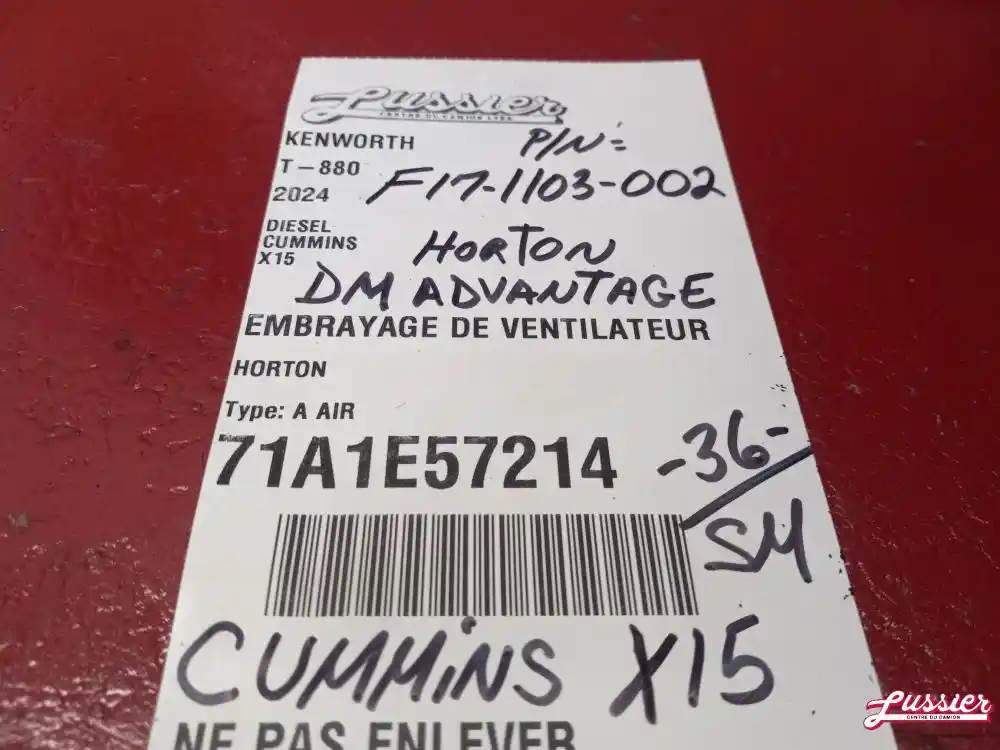 Lussier
CENTRE DU CAMION LTÉE
KENWORTH
P/N:
T-880
2024
F17-1103-002
DIESEL
CUMMINS
X15
HORTON
DM ADVANTAGE
EMBRAYAGE DE VENTILATEUR
HORTON
Type: A AIR
71A1E57214
-36-
SM
CUMMiNS X15
NE PAS ENLEVER
Lussier
CENTRE DU CAMION